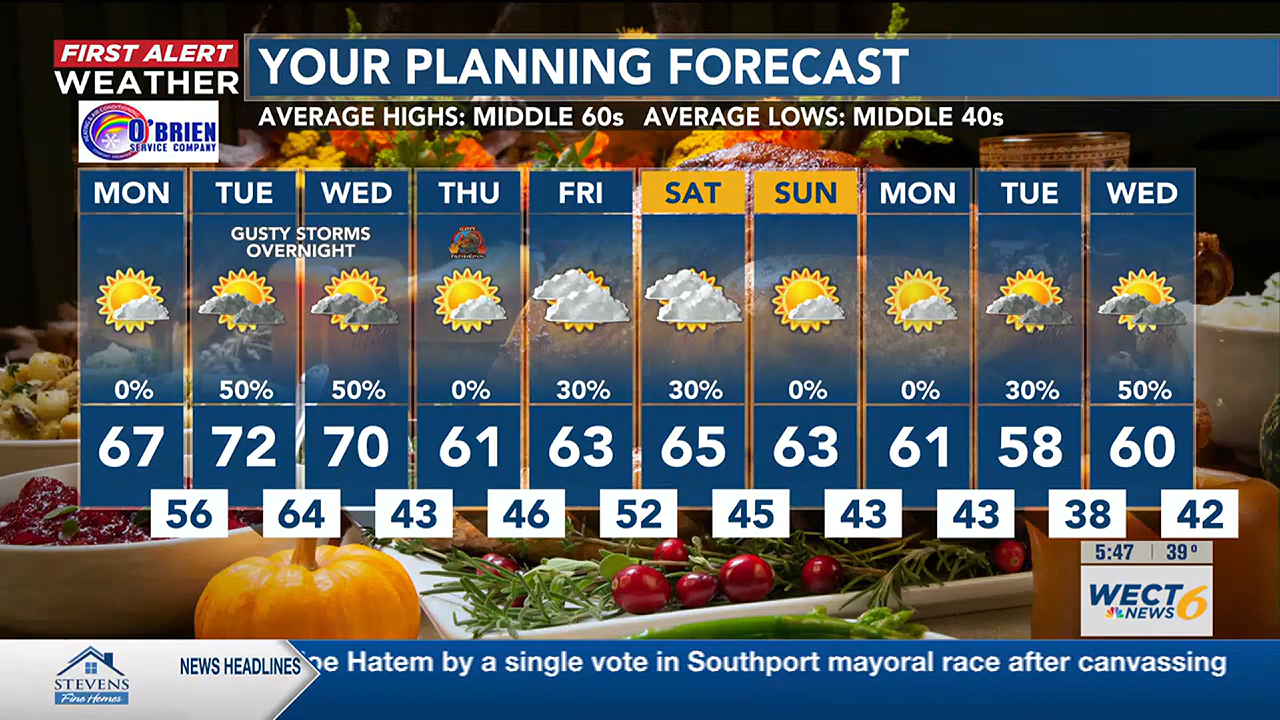 FIRST ALERT
WEATHER
YOUR PLANNING FORECAST
AVERAGE HIGHS: MIDDLE 60s AVERAGE LOWS: MIDDLE 40s
O'BRIEN
SERVICE COMPANY
MON TUE WED THU FRI SAT SUN MON TUE WED
GUSTY STORMS
OVERNIGHT
0% 50% 50% 0% 30% 30% 0% 0% 30% 50%
67 72 70 61 63 65 63 61 58 60
56 64 43 46 52 45 43 43 38 42
5:47 39°
WECT 6
NEWS
STEVENS
Fine Homes
NEWS HEADLINES
oe Hatem by a single vote in Southport mayoral race after canvassing